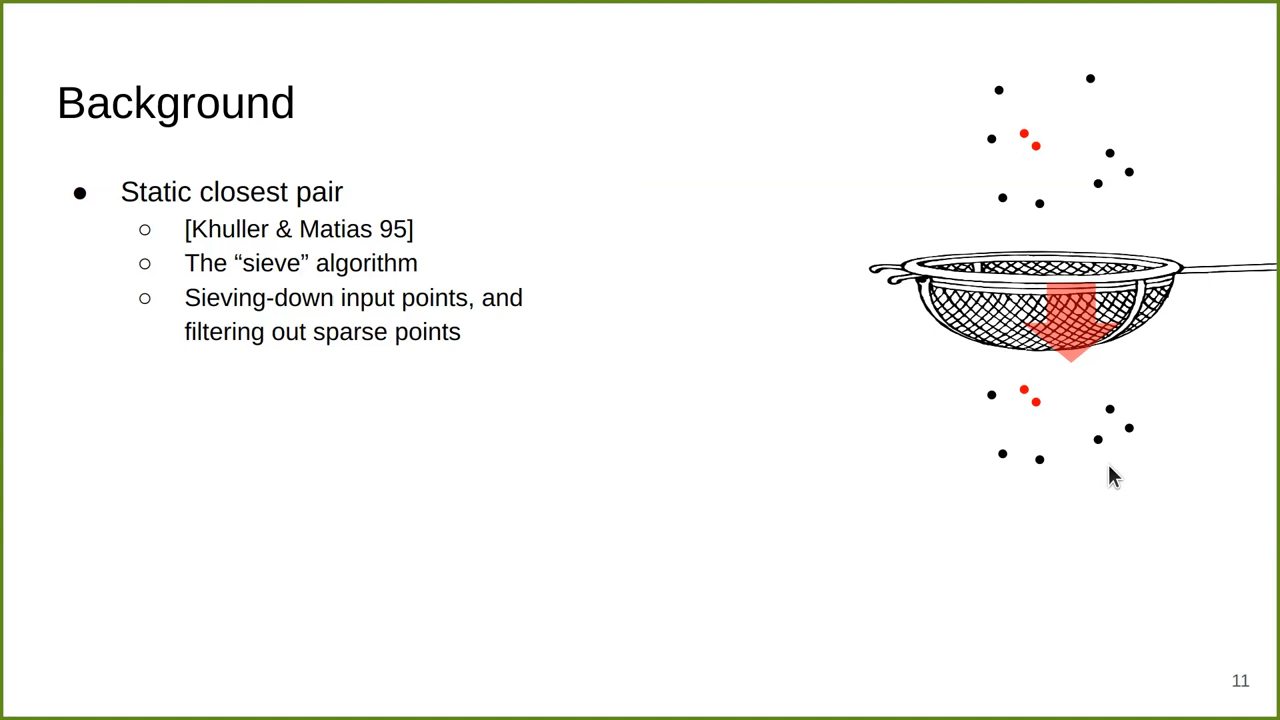 Background
● Static closest pair
○ [Khuller & Matias 95]
○ The “sieve” algorithm
○ Sieving-down input points, and
filtering out sparse points
11